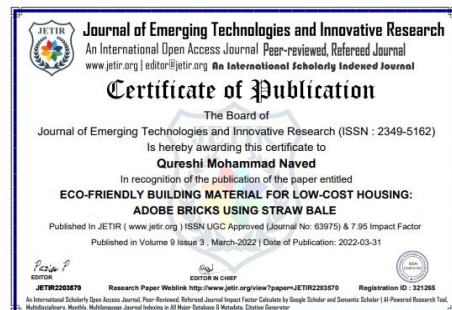 JETIR
Journal of Emerging Technologies and Innovative Research
An International Open Access Journal Peer-reviewed, Refereed Journal
www.jetir.org | editor@jetir.org An International Scholarly Indexed Journal
Certificate of Publication
The Board of
Journal of Emerging Technologies and Innovative Research (ISSN : 2349-5162)
Is hereby awarding this certificate to
Qureshi Mohammad Naved
In recognition of the publication of the paper entitled
ECO-FRIENDLY BUILDING MATERIAL FOR LOW-COST HOUSING:
ADOBE BRICKS USING STRAW BALE
Published In JETIR ( www.jetir.org ) ISSN UGC Approved (Journal No: 63975) & 7.95 Impact Factor
Published in Volume 9 Issue 3 , March-2022 | Date of Publication: 2022-03-31
EDITOR
EDITOR IN CHIEF
JETIR2203570
Research Paper Weblink http://www.jetir.org/view?paper=JETIR2203570
Registration ID : 321265
An International Scholarly Open Access Journal, Peer-Reviewed, Refereed Journal Impact Factor Calculate by Google Scholar and Semantic Scholar | AI-Powered Research Tool,
Multidisciplinary, Monthly, Multilanguage Journal Indexing in All Major Database & Metadata, Citation Generator